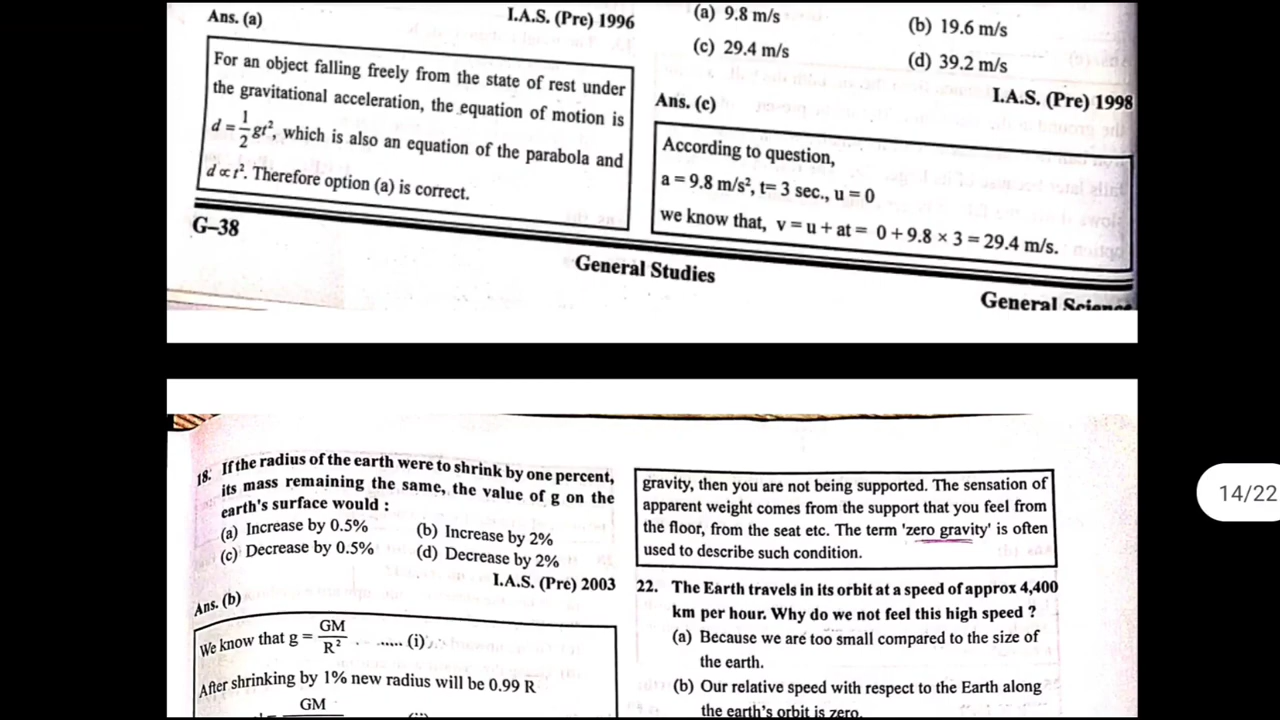 Ans. (a)
I.A.S. (Pre) 1996
For an object falling freely from the state of rest under
the gravitational acceleration, the equation of motion is
d = 1/2 gt², which is also an equation of the parabola and
d ∝ t². Therefore option (a) is correct.
G–38
(a) 9.8 m/s
(b) 19.6 m/s
(c) 29.4 m/s
(d) 39.2 m/s
I.A.S. (Pre) 1998
Ans. (c)
According to question,
a = 9.8 m/s², t= 3 sec., u = 0
we know that, v = u + at = 0 + 9.8 × 3 = 29.4 m/s.
General Studies
General Science
18. If the radius of the earth were to shrink by one percent,
its mass remaining the same, the value of g on the
earth's surface would :
(a) Increase by 0.5%
(b) Increase by 2%
(c) Decrease by 0.5%
(d) Decrease by 2%
I.A.S. (Pre) 2003
Ans. (b)
We know that g = GM/R² ...... (i)
After shrinking by 1% new radius will be 0.99 R
GM
gravity, then you are not being supported. The sensation of
apparent weight comes from the support that you feel from
the floor, from the seat etc. The term 'zero gravity' is often
used to describe such condition.
22. The Earth travels in its orbit at a speed of approx 4,400
km per hour. Why do we not feel this high speed ?
(a) Because we are too small compared to the size of
the earth.
(b) Our relative speed with respect to the Earth along
the earth's orbit is zero.
14/22